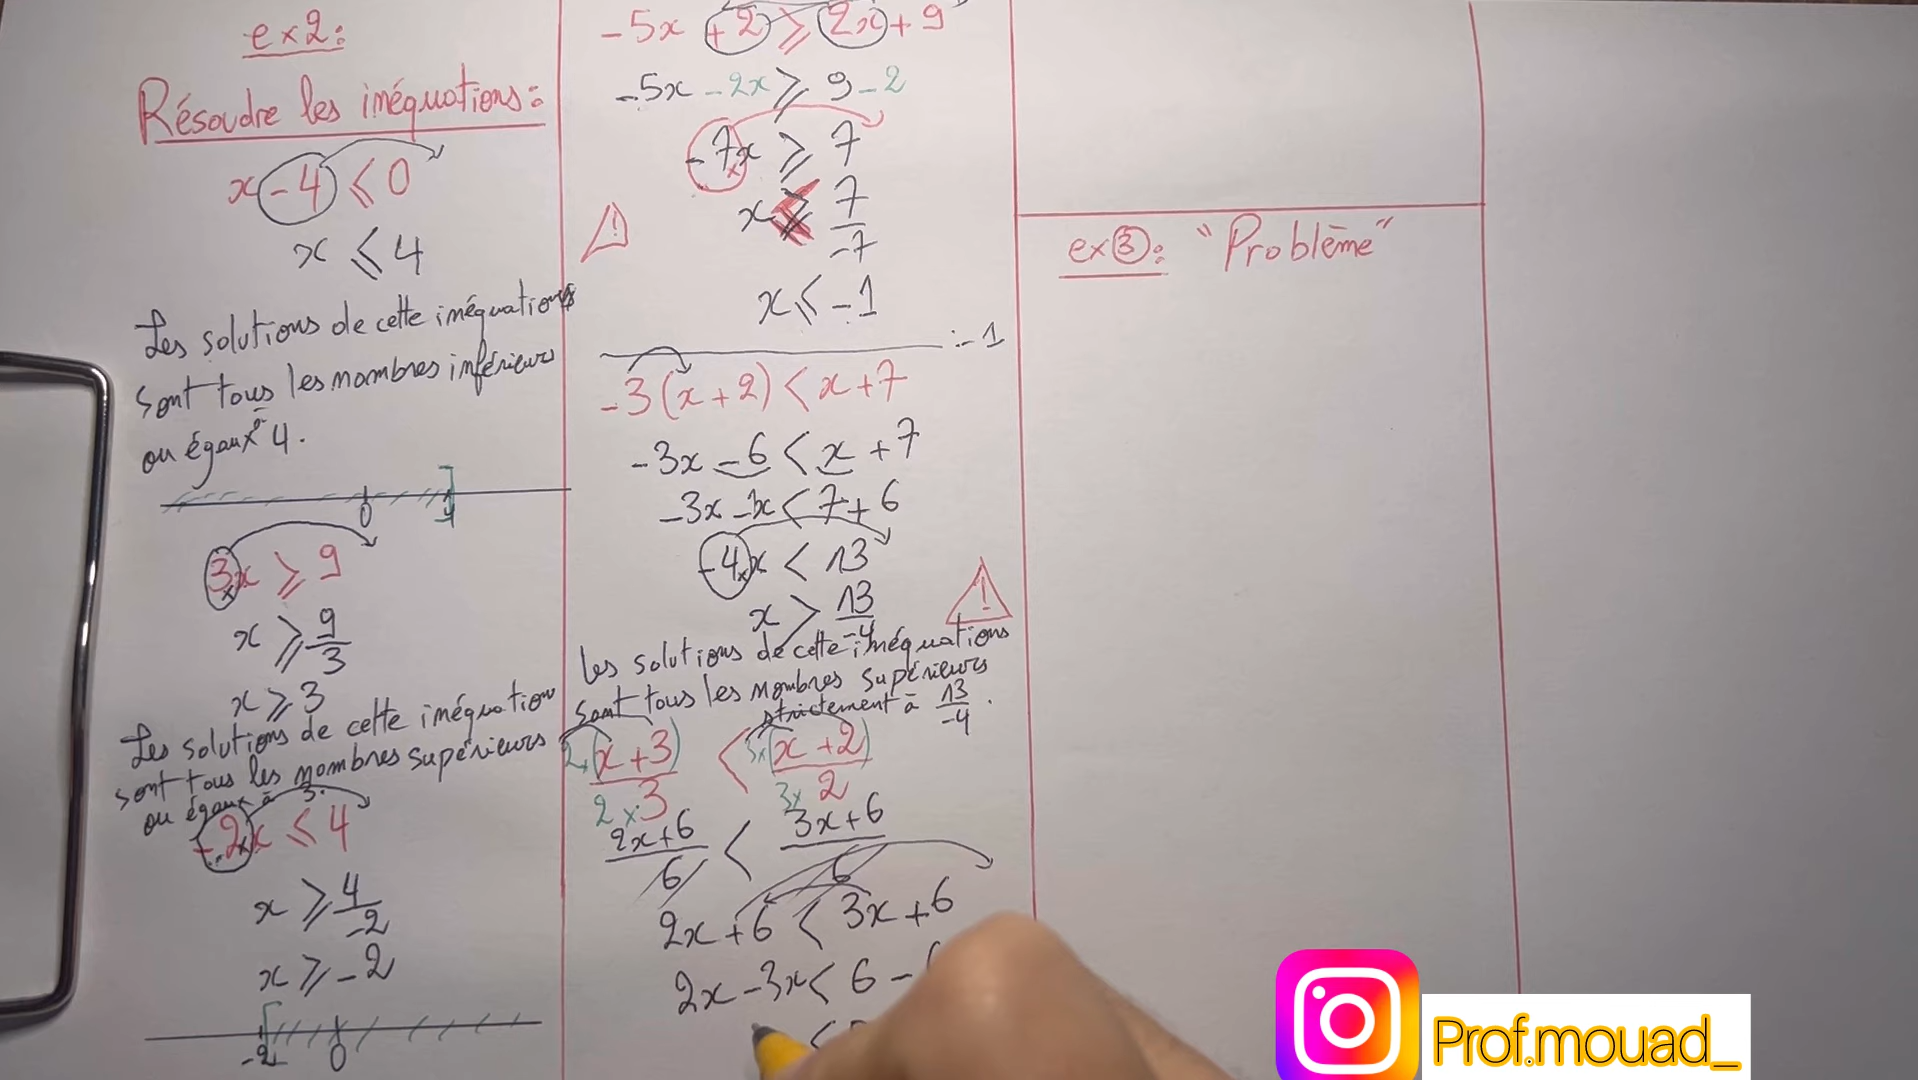 ex2:
Résoudre les inéquations:
x - 4 ⩽ 0
x ⩽ 4
Les solutions de cette inéquations
sont tous les nombres inférieurs
ou égaux à 4.
0 4
3x ⩾ 9
x ⩾ 9/3
x ⩾ 3
Les solutions de cette inéquation
sont tous les nombres supérieurs
ou égaux à 3.
-2x ⩽ 4
x ⩾ 4/-2
x ⩾ -2
-2 0
-5x + 2 ⩾ 2x + 9
-5x - 2x ⩾ 9 - 2
-7x ⩾ 7
x ⩽ 7/-7
!
x ⩽ -1
: -1
-3(x + 2) < x + 7
-3x - 6 < x + 7
-3x - x < 7 + 6
-4x < 13
x > 13/-4
!
les solutions de cette inéquations
sont tous les nombres supérieurs
strictement à 13/-4.
2x(x + 3)/2x3 < 3x(x + 2)/3x2
2x+6/6 < 3x+6/6
2x + 6 < 3x + 6
2x - 3x < 6 -
<
ex③: "Problème"
Prof.mouad_